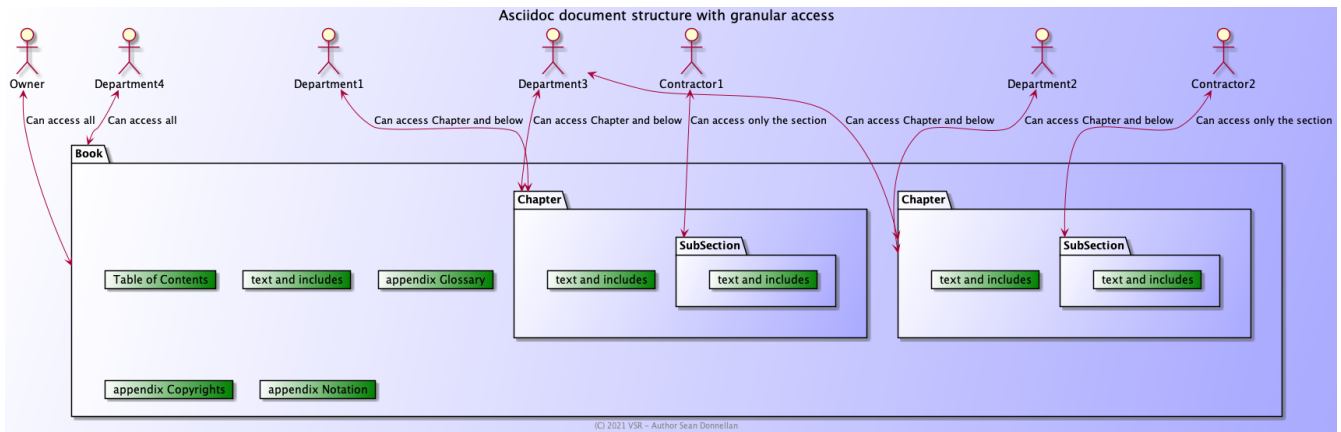 Asciidoc document structure with granular access
Owner
Department4
Department1
Department3
Contractor1
Department2
Contractor2
Can access all
Can access all
Can access Chapter and below
Can access Chapter and below
Can access only the section
Can access Chapter and below
Can access Chapter and below
Can access only the section
Book
Chapter
Chapter
SubSection
SubSection
Table of Contents
text and includes
appendix Glossary
text and includes
text and includes
text and includes
text and includes
appendix Copyrights
appendix Notation
(C) 2021 VSR - Author Sean Donnellan